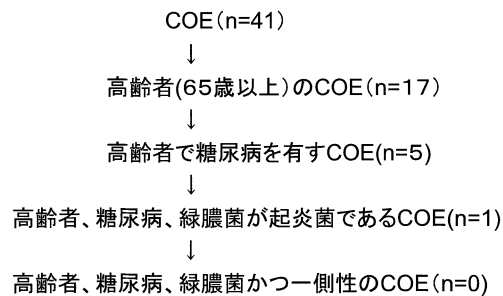 COE（n=41）
↓
高齢者(６５歳以上）のCOE（n=１７）
↓
高齢者で糖尿病を有すCOE(n=５)
↓
高齢者、糖尿病、緑膿菌が起炎菌であるCOE(n=1)
↓
高齢者、糖尿病、緑膿菌かつ一側性のCOE（n=0)